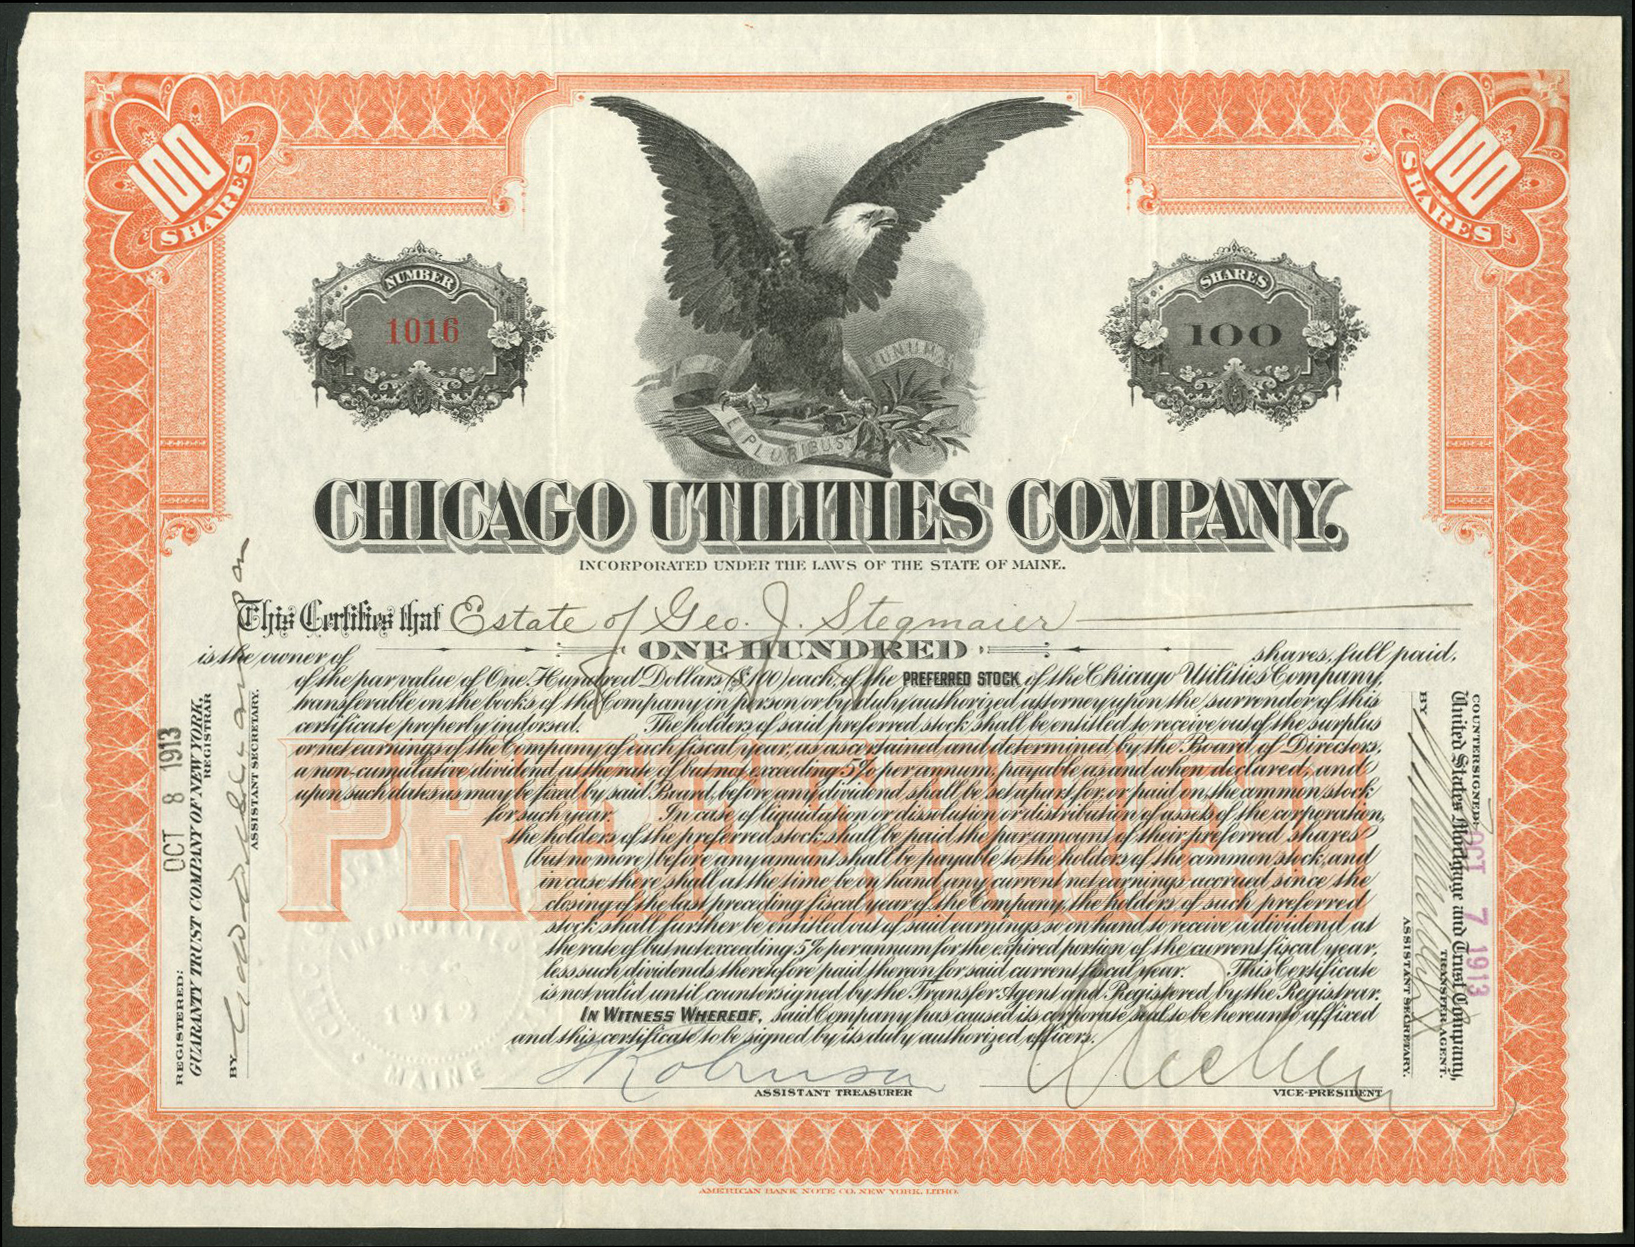 100 SHARES
100 SHARES
NUMBER
1016
SHARES
100
UNUM
E PLURIBUS
CHICAGO UTILITIES COMPANY.
INCORPORATED UNDER THE LAWS OF THE STATE OF MAINE.
This Certifies that Estate of Geo. J. Stegmaier
is the owner of ONE HUNDRED shares, full paid,
of the par value of One Hundred Dollars ($100) each, of the PREFERRED STOCK of the Chicago Utilities Company,
transferable on the books of the Company in person or by duly authorized attorney upon the surrender of this
certificate properly indorsed. The holders of said preferred stock shall be entitled to receive out of the surplus
or net earnings of the Company of each fiscal year, as ascertained and determined by the Board of Directors,
a non-cumulative dividend at the rate of but not exceeding 5% per annum, payable as and when declared, and
upon such dates as may be fixed by said Board, before any dividend shall be set apart for, or paid on, the common stock
for such year. In case of liquidation or dissolution or distribution of assets of the corporation,
the holders of the preferred stock shall be paid the par amount of their preferred shares
(but no more) before any amount shall be payable to the holders of the common stock, and
in case there shall at the time be on hand any current net earnings accrued since the
closing of the last preceding fiscal year of the Company, the holders of such preferred
stock shall further be entitled out of said earnings so on hand to receive a dividend at
the rate of but not exceeding 5% per annum for the expired portion of the current fiscal year,
less such dividends theretofore paid thereon for said current fiscal year. This Certificate
is not valid until countersigned by the Transfer Agent and Registered by the Registrar.
IN WITNESS WHEREOF, said Company has caused its corporate seal to be hereunto affixed
and this certificate to be signed by its duly authorized officers.
PREFERRED
Robinson
ASSISTANT TREASURER
VICE-PRESIDENT
REGISTERED: OCT 8 1913
GUARANTY TRUST COMPANY OF NEW YORK,
REGISTRAR
BY
ASSISTANT SECRETARY.
COUNTERSIGNED: OCT 7 1913
United States Mortgage and Trust Company,
TRANSFER AGENT.
BY
ASSISTANT SECRETARY.
INCORPORATED
1912
MAINE
AMERICAN BANK NOTE CO. NEW YORK. LITHO.